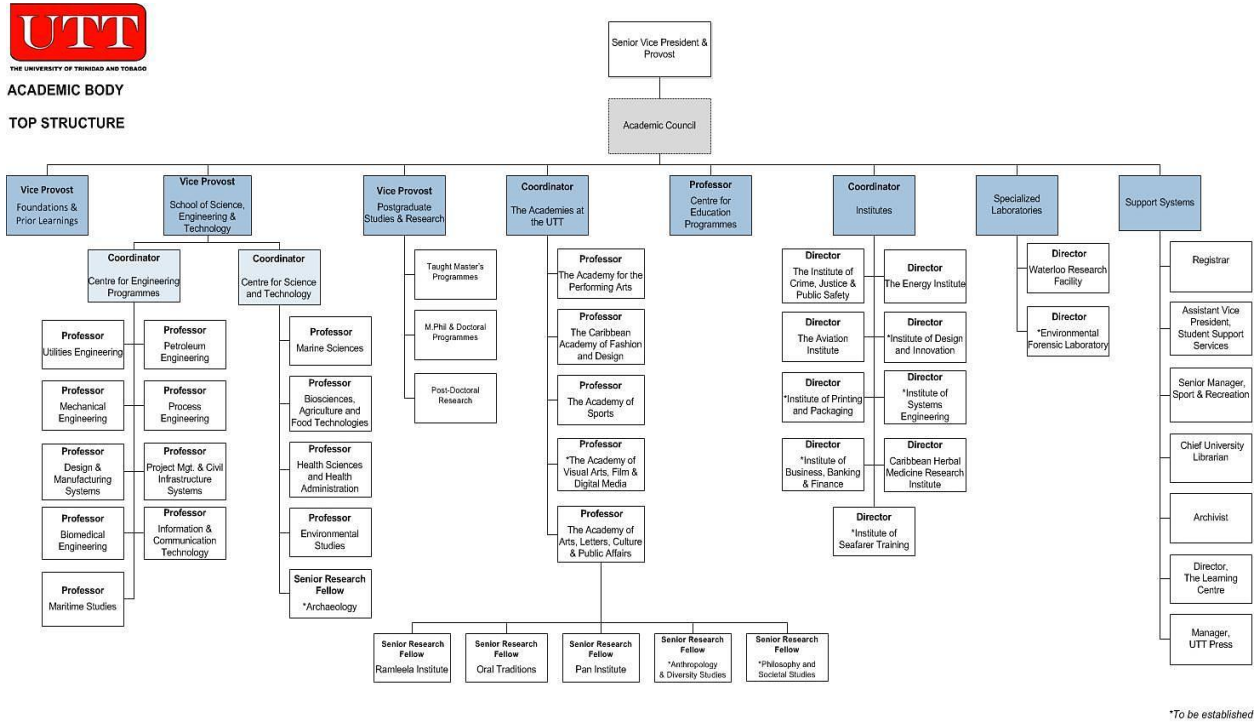 UTT
THE UNIVERSITY OF TRINIDAD AND TOBAGO
ACADEMIC BODY
TOP STRUCTURE
Senior Vice President &
Provost
Academic Council
Vice Provost
Foundations &
Prior Learnings
Vice Provost
School of Science,
Engineering &
Technology
Vice Provost
Postgraduate
Studies & Research
Coordinator
The Academies at
the UTT
Professor
Centre for
Education
Programmes
Coordinator
Institutes
Specialized
Laboratories
Support Systems
Coordinator
Centre for Engineering
Programmes
Coordinator
Centre for Science
and Technology
Professor
Utilities Engineering
Professor
Petroleum
Engineering
Professor
Mechanical
Engineering
Professor
Process
Engineering
Professor
Design &
Manufacturing
Systems
Professor
Project Mgt. & Civil
Infrastructure
Systems
Professor
Biomedical
Engineering
Professor
Information &
Communication
Technology
Professor
Maritime Studies
Professor
Marine Sciences
Professor
Biosciences,
Agriculture and
Food Technologies
Professor
Health Sciences
and Health
Administration
Professor
Environmental
Studies
Senior Research
Fellow
*Archaeology
Taught Master's
Programmes
M.Phil & Doctoral
Programmes
Post-Doctoral
Research
Professor
The Academy for the
Performing Arts
Professor
The Caribbean
Academy of Fashion
and Design
Professor
The Academy of
Sports
Professor
*The Academy of
Visual Arts, Film &
Digital Media
Professor
The Academy of
Arts, Letters, Culture
& Public Affairs
Senior Research
Fellow
Ramleela Institute
Senior Research
Fellow
Oral Traditions
Senior Research
Fellow
Pan Institute
Senior Research
Fellow
*Anthropology
& Diversity Studies
Senior Research
Fellow
*Philosophy and
Societal Studies
Director
The Institute of
Crime, Justice &
Public Safety
Director
The Energy Institute
Director
The Aviation
Institute
Director
*Institute of Design
and Innovation
Director
*Institute of Printing
and Packaging
Director
*Institute of
Systems
Engineering
Director
*Institute of
Business, Banking
& Finance
Director
Caribbean Herbal
Medicine Research
Institute
Director
*Institute of
Seafarer Training
Director
Waterloo Research
Facility
Director
*Environmental
Forensic Laboratory
Registrar
Assistant Vice
President,
Student Support
Services
Senior Manager,
Sport & Recreation
Chief University
Librarian
Archivist
Director,
The Learning
Centre
Manager,
UTT Press
*To be established